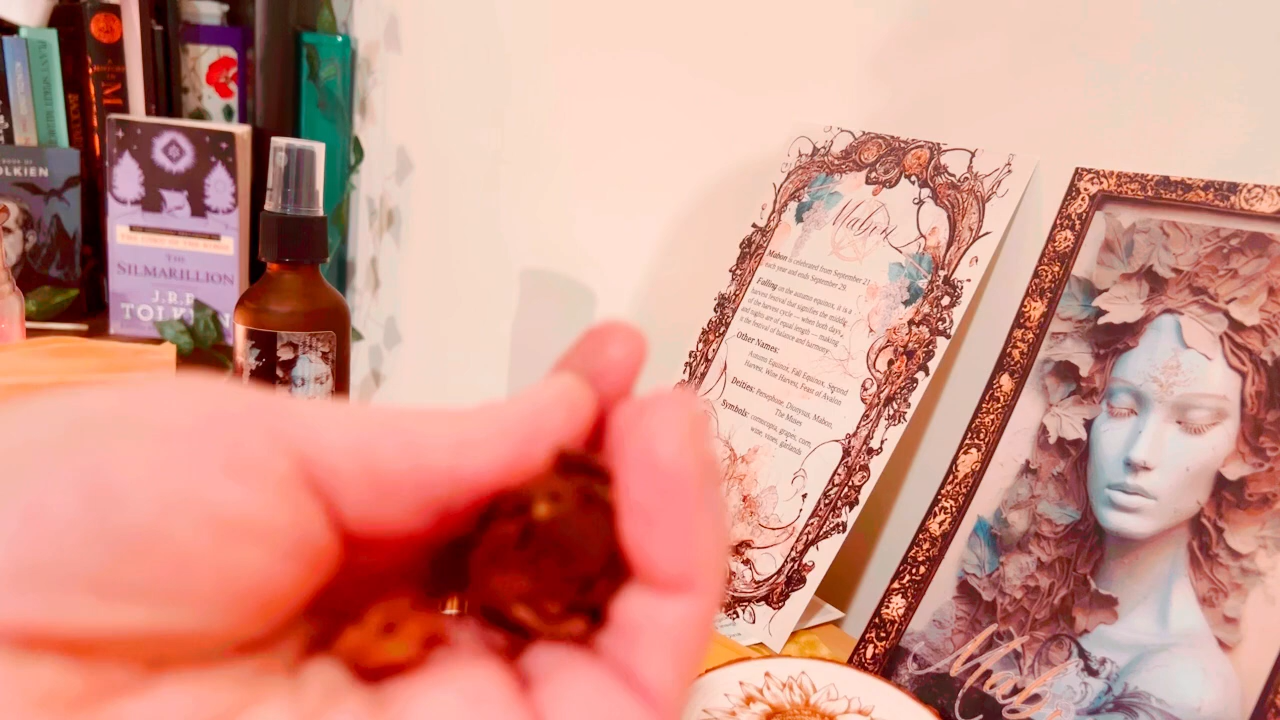 PLANT SPIRIT
TOLKIEN
THE
SILMARILLION
J.R.R.
TOLKIEN
Mabon
Mabon is celebrated from September 21
each year and ends September 29.
Falling on the autumn equinox, it is a
harvest festival that signifies the middle
of the harvest cycle — when both days
and nights are of equal length — making
it the festival of balance and harmony.
Other Names:
Autumn Equinox, Fall Equinox, Second
Harvest, Wine Harvest, Feast of Avalon
Deities: Persephone, Dionysus, Mabon,
The Muses
Symbols: cornucopia, grapes, corn,
wine, vines, garlands
Mabon